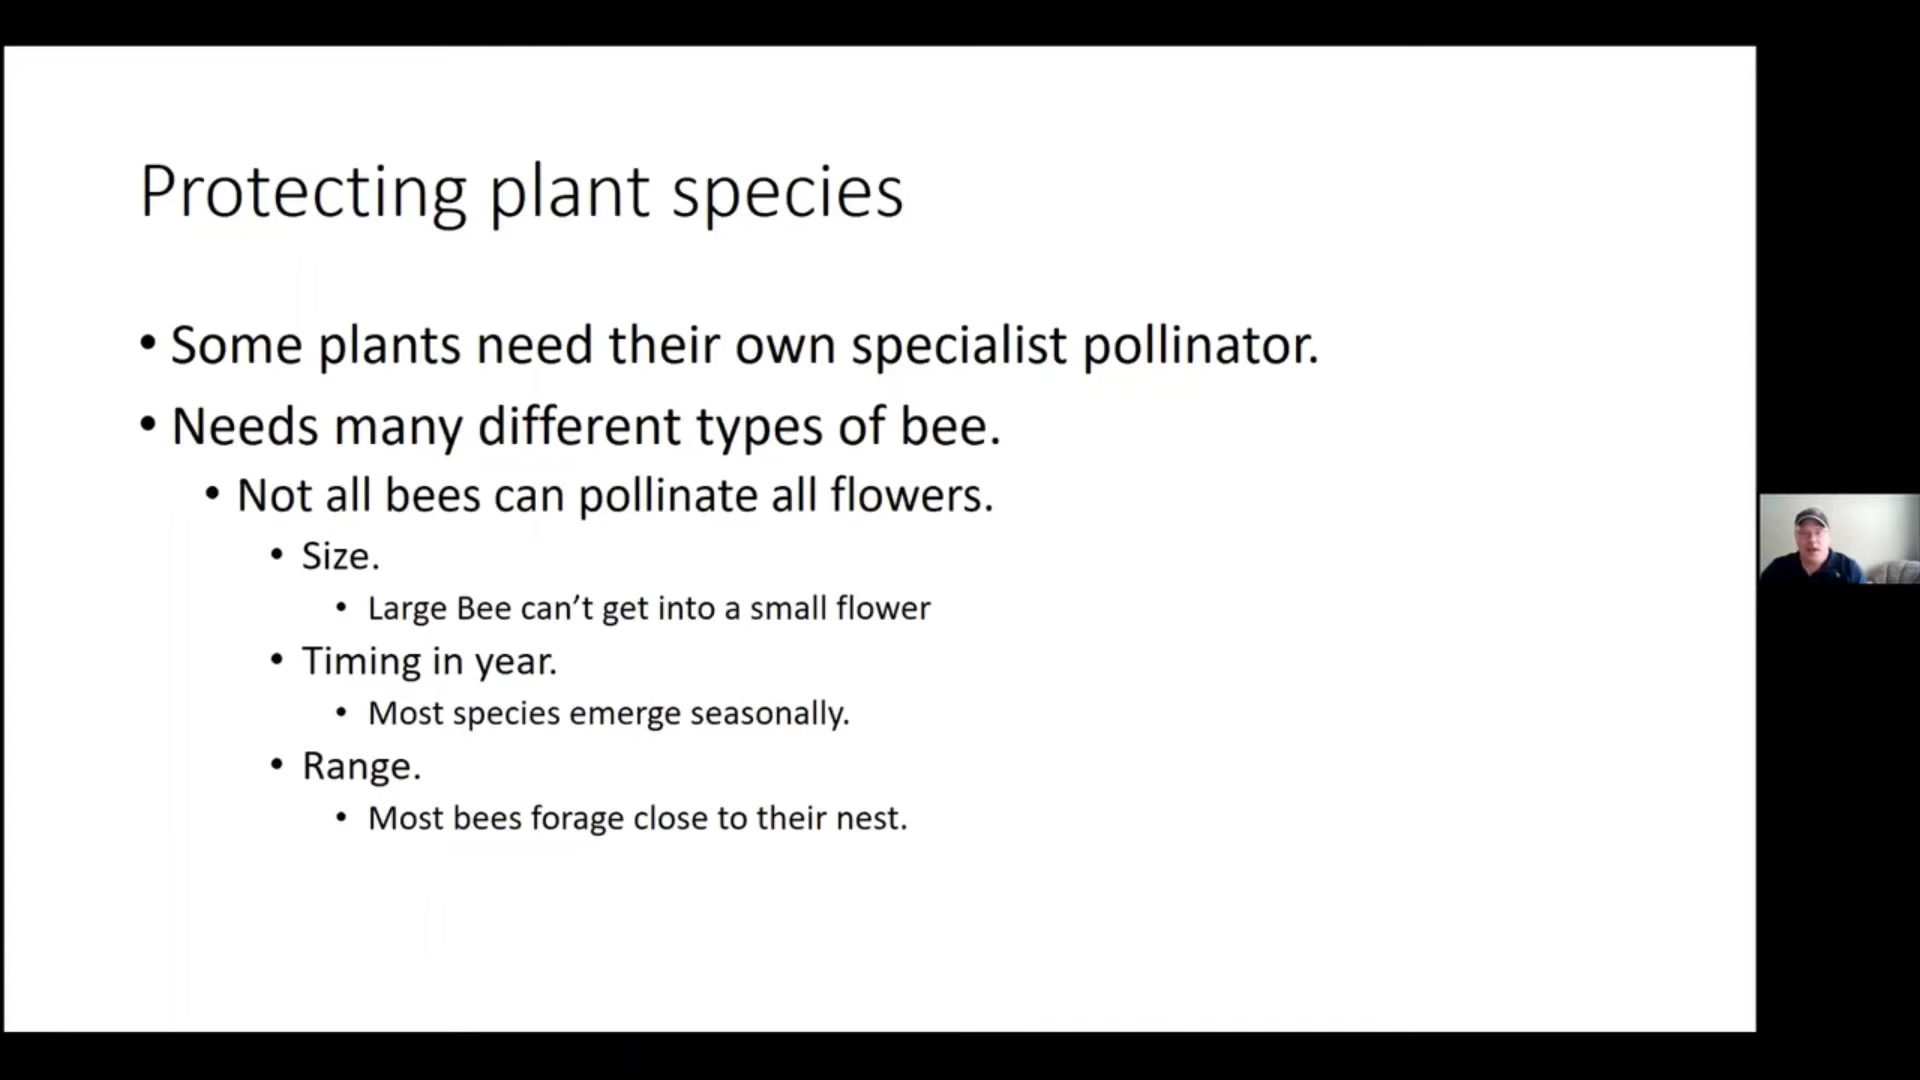 Protecting plant species
• Some plants need their own specialist pollinator.
• Needs many different types of bee.
• Not all bees can pollinate all flowers.
• Size.
• Large Bee can’t get into a small flower
• Timing in year.
• Most species emerge seasonally.
• Range.
• Most bees forage close to their nest.